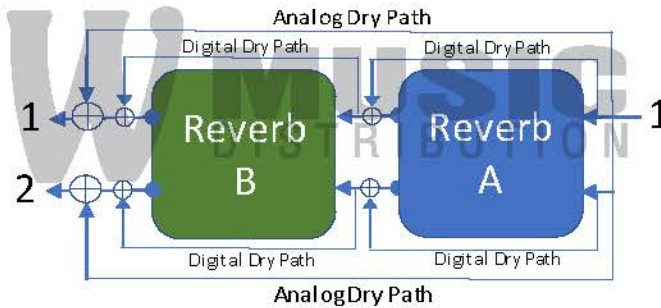 Analog Dry Path
Digital Dry Path
Digital Dry Path
W MUSIC
DISTRIBUTION
1
Reverb
B
Reverb
A
1
2
Digital Dry Path
Digital Dry Path
Analog Dry Path